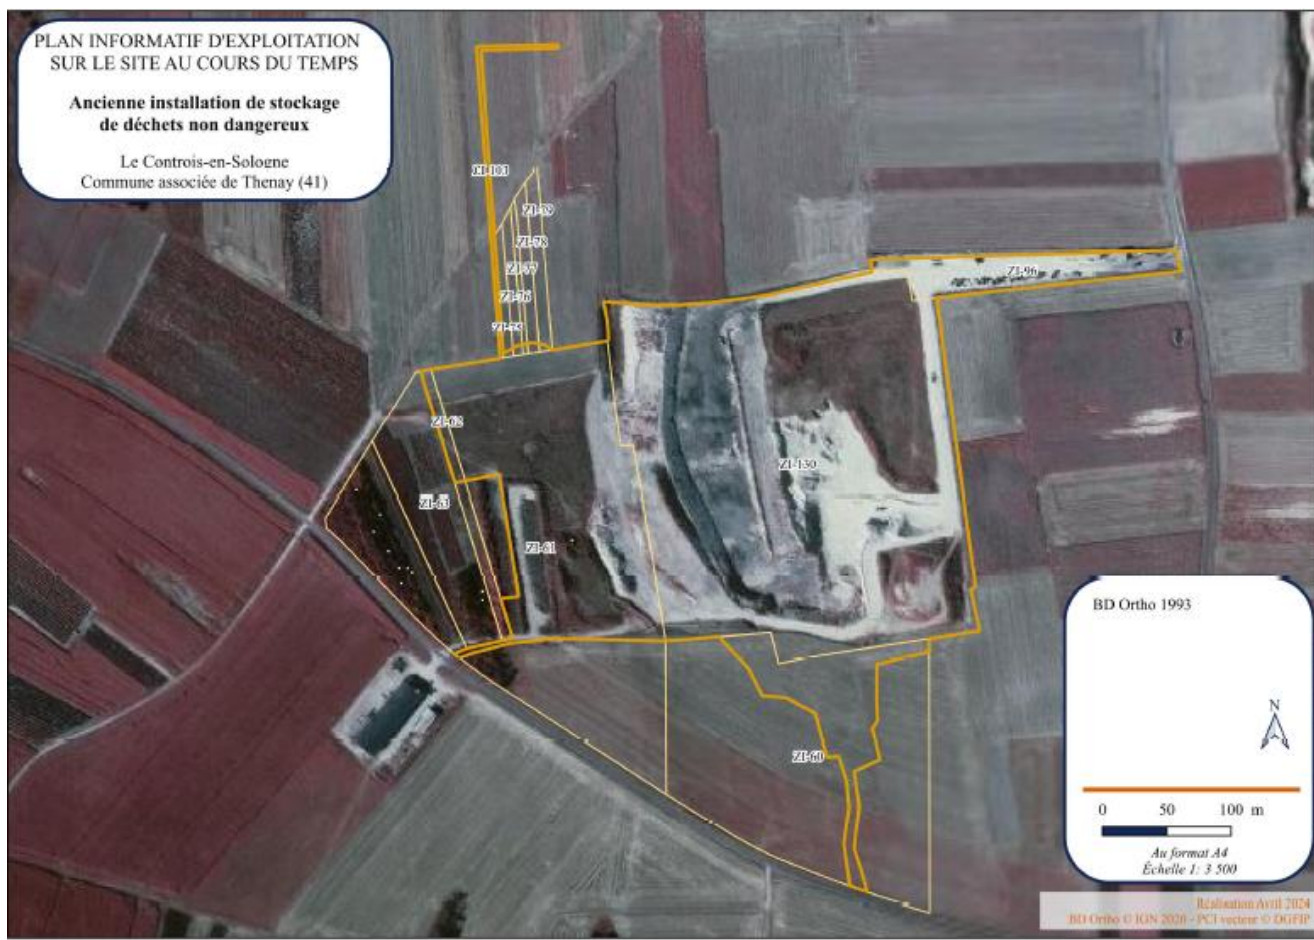 PLAN INFORMATIF D'EXPLOITATION
SUR LE SITE AU COURS DU TEMPS
Ancienne installation de stockage
de déchets non dangereux
Le Controis-en-Sologne
Commune associée de Thenay (41)
ZI-103
ZI-79
ZI-78
ZI-77
ZI-76
ZI-75
ZI-96
ZI-62
ZI-130
ZI-63
ZI-61
ZI-60
BD Ortho 1993
N
0 50 100 m
Au format A4
Échelle 1: 3 500
Réalisation Avril 2024
BD Ortho © IGN 2020 - PCI vecteur © DGFIP